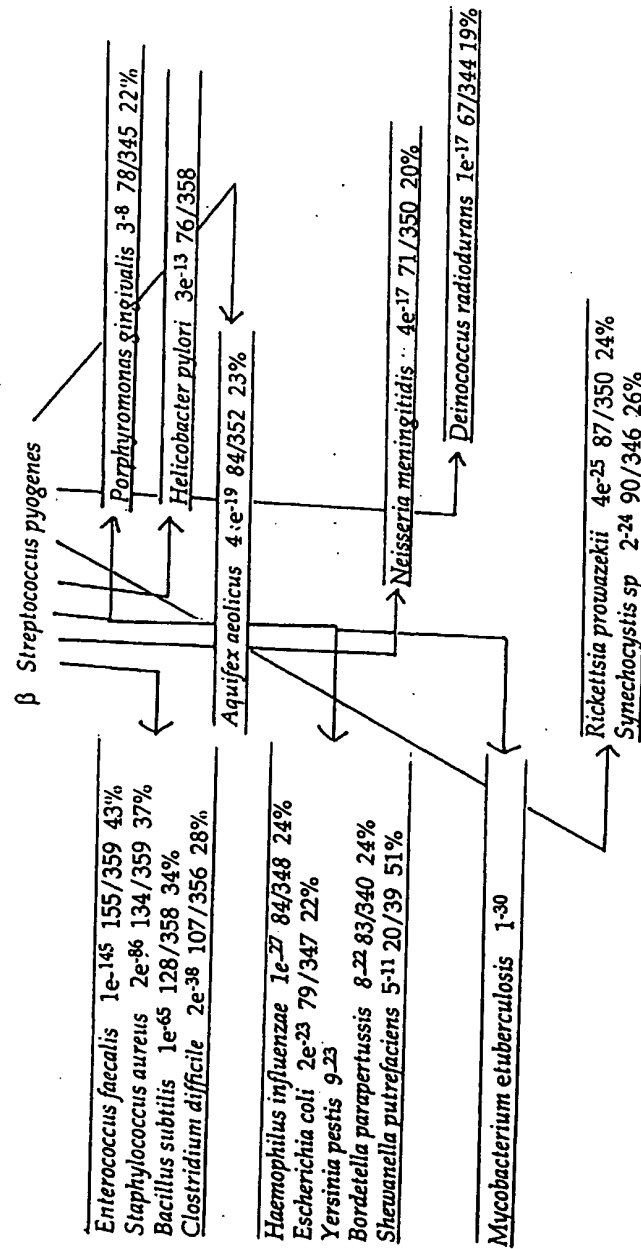 β Streptococcus pyogenes
Enterococcus faecalis 1e-145 155/359 43%
Staphylococcus aureus 2e-86 134/359 37%
Bacillus subtilis 1e-65 128/358 34%
Clostridium difficile 2e-38 107/356 28%
Porphyromonas gingivalis 3-8 78/345 22%
Helicobacter pylori 3e-13 76/358
Aquifex aeolicus 4:e-19 84/352 23%
Haemophilus influenzae 1e-27 84/348 24%
Escherichia coli 2e-23 79/347 22%
Yersinia pestis 9-23
Bordetella parapertussis 8-22 83/340 24%
Shewanella putrefaciens 5-11 20/39 51%
Neisseria meningitidis 4e-17 71/350 20%
Deinococcus radiodurans 1e-17 67/344 19%
Mycobacterium etuberculosis 1-30
Rickettsia prowazekii 4e-25 87/350 24%
Synechocystis sp 2-24 90/346 26%